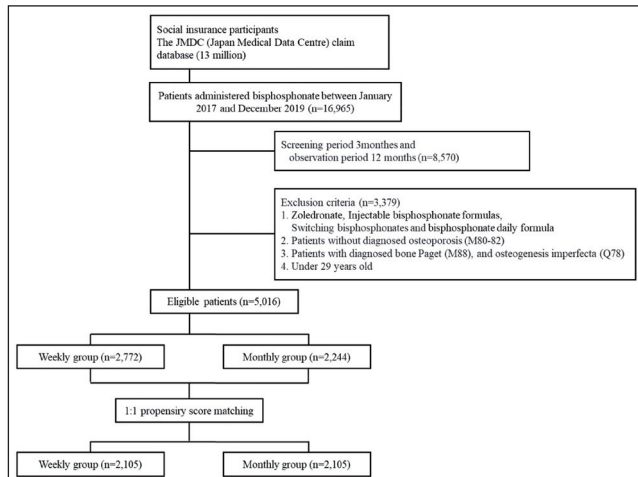 Social insurance participants
The JMDC (Japan Medical Data Centre) claim
database (13 million)
Patients administered bisphosphonate between January
2017 and December 2019 (n=16,965)
Screening period 3monthes and
observation period 12 months (n=8,570)
Exclusion criteria (n=3,379)
1. Zoledronate, Injectable bisphosphonate formulas,
Switching bisphosphonates and bisphosphonate daily formula
2. Patients without diagnosed osteoporosis (M80-82)
3. Patients with diagnosed bone Paget (M88), and osteogenesis imperfecta (Q78)
4. Under 29 years old
Eligible patients (n=5,016)
Weekly group (n=2,772)
Monthly group (n=2,244)
1:1 propensiry score matching
Weekly group (n=2,105)
Monthly group (n=2,105)